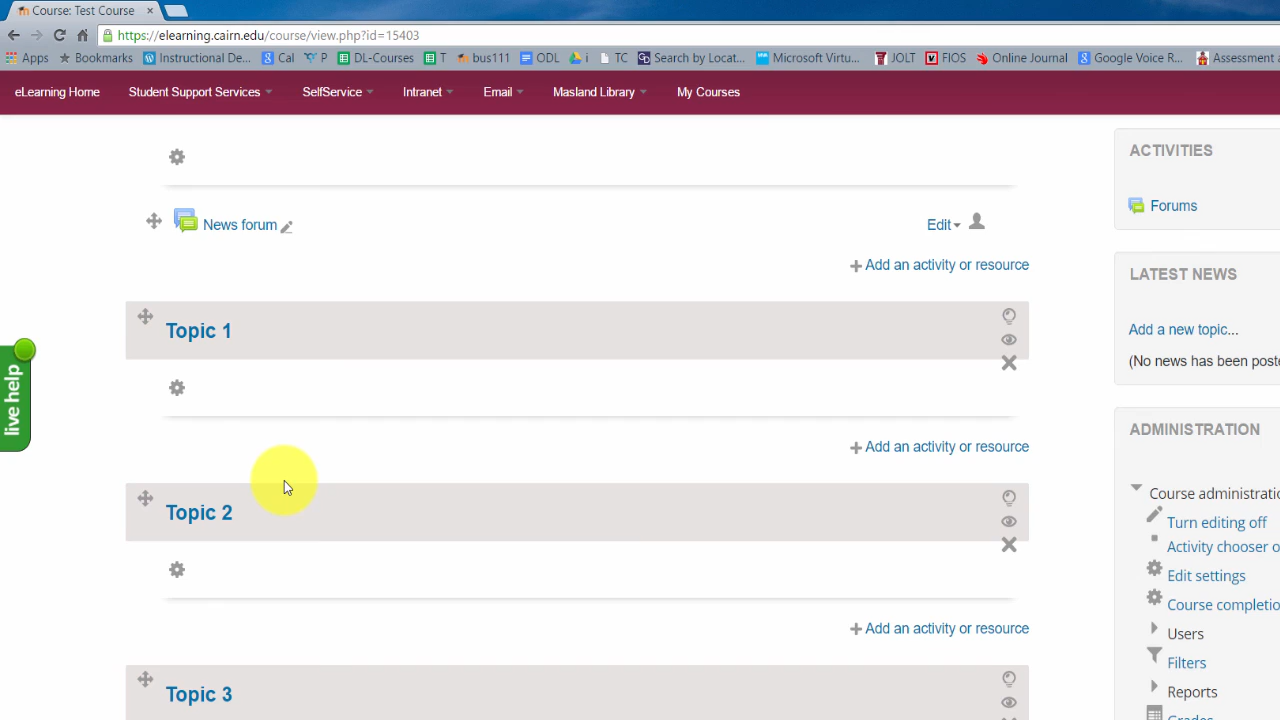 Course: Test Course ×
https://elearning.cairn.edu/course/view.php?id=15403
Apps Bookmarks Instructional De... Cal P DL-Courses T bus111 ODL i TC Search by Locat... Microsoft Virtu... JOLT FIOS Online Journal Google Voice R... Assessment
eLearning Home Student Support Services SelfService Intranet Email Masland Library My Courses
ACTIVITIES
Forums
News forum Edit
Add an activity or resource
LATEST NEWS
Add a new topic...
(No news has been
Topic 1
live help
Add an activity or resource
ADMINISTRATION
Course
Turn editing off
Activity chooser
Edit settings
Course
Users
Filters
Reports
Topic 2
Add an activity or resource
Topic 3